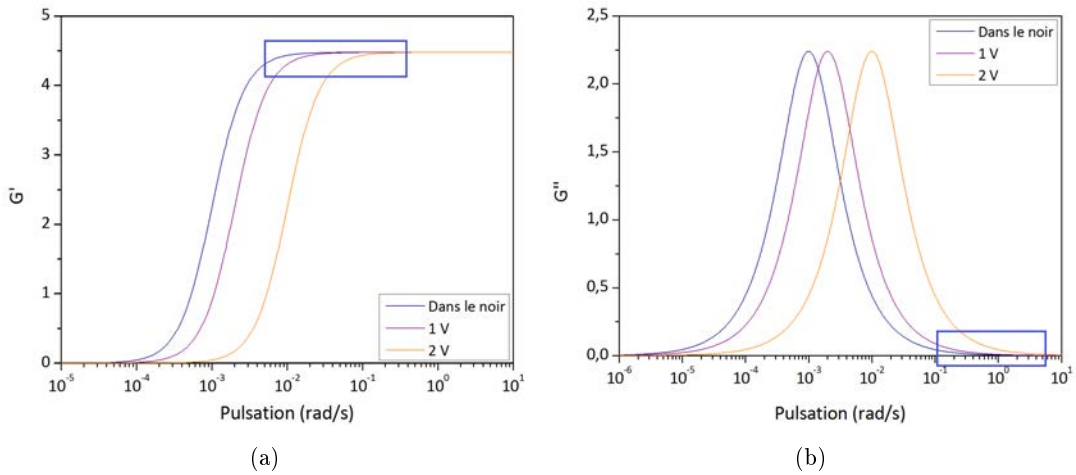 5
4
3
2
1
0
G'
10⁻⁵ 10⁻⁴ 10⁻³ 10⁻² 10⁻¹ 10⁰ 10¹
Pulsation (rad/s)
Dans le noir
1 V
2 V
(a)
2,5
2,0
1,5
1,0
0,5
0,0
G''
10⁻⁶ 10⁻⁵ 10⁻⁴ 10⁻³ 10⁻² 10⁻¹ 10⁰ 10¹
Pulsation (rad/s)
Dans le noir
1 V
2 V
(b)